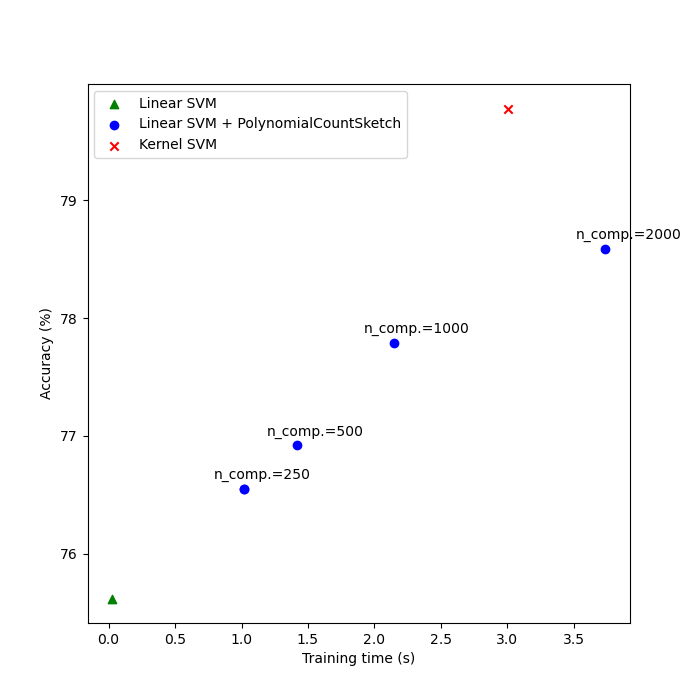 Linear SVM
Linear SVM + PolynomialCountSketch
Kernel SVM
79
n_comp.=2000
78
n_comp.=1000
Accuracy (%)
77
n_comp.=500
n_comp.=250
76
0.0 0.5 1.0 1.5 2.0 2.5 3.0 3.5
Training time (s)